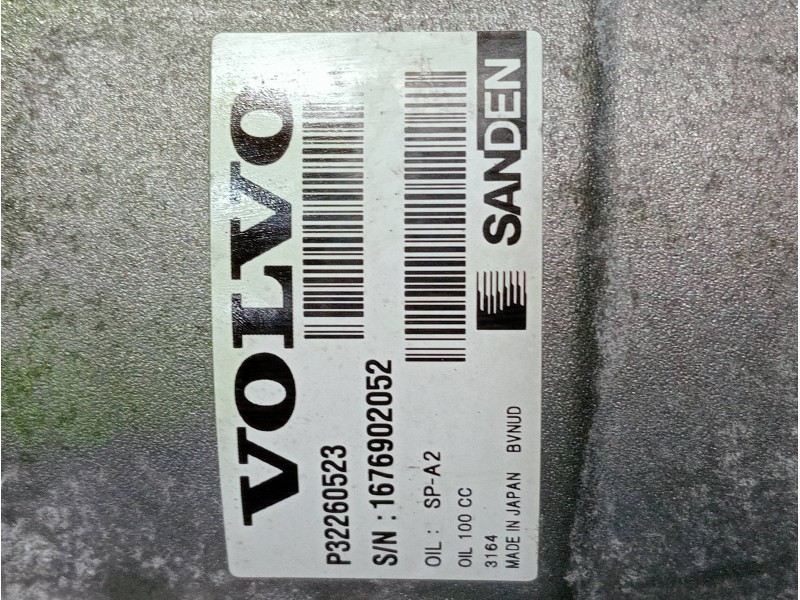 VOLVO
P32260523
S/N : 1676902052
OIL : SP-A2
OIL 100 CC
3164
MADE IN JAPAN BVNUD
SANDEN